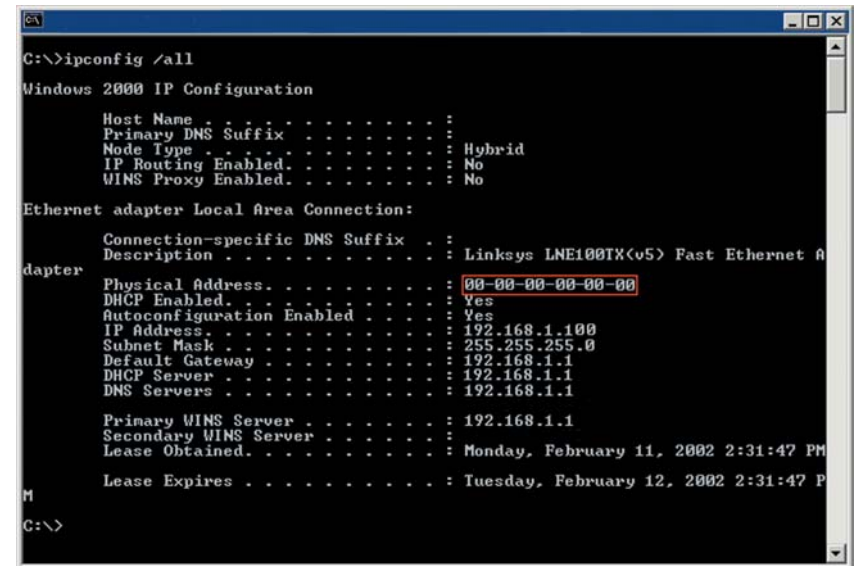 C:\>ipconfig /all
Windows 2000 IP Configuration
Host Name . . . . . . . . . . . . :
Primary DNS Suffix . . . . . . . :
Node Type . . . . . . . . . . . . : Hybrid
IP Routing Enabled. . . . . . . . : No
WINS Proxy Enabled. . . . . . . . : No
Ethernet adapter Local Area Connection:
Connection-specific DNS Suffix . :
Description . . . . . . . . . . . : Linksys LNE100TX(v5) Fast Ethernet A
dapter
Physical Address. . . . . . . . . : 00-00-00-00-00-00
DHCP Enabled. . . . . . . . . . . : Yes
Autoconfiguration Enabled . . . . : Yes
IP Address. . . . . . . . . . . . : 192.168.1.100
Subnet Mask . . . . . . . . . . . : 255.255.255.0
Default Gateway . . . . . . . . . : 192.168.1.1
DHCP Server . . . . . . . . . . . : 192.168.1.1
DNS Servers . . . . . . . . . . . : 192.168.1.1
Primary WINS Server . . . . . . . : 192.168.1.1
Secondary WINS Server . . . . . . :
Lease Obtained. . . . . . . . . . : Monday, February 11, 2002 2:31:47 PM
Lease Expires . . . . . . . . . . : Tuesday, February 12, 2002 2:31:47 P
M
C:\>